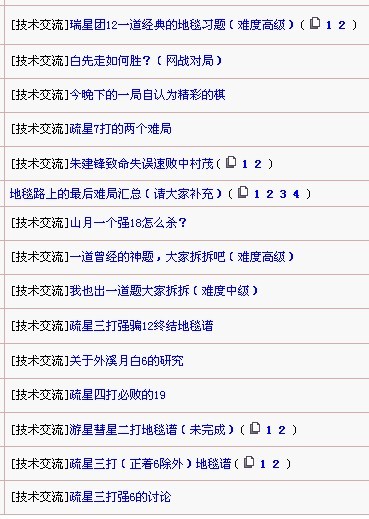 [技术交流]瑞星团12一道经典的地毯习题（难度高级）( 1 2 )
[技术交流]白先走如何胜？（网战对局）
[技术交流]今晚下的一局自认为精彩的棋
[技术交流]疏星7打的两个难局
[技术交流]朱建锋致命失误速败中村茂( 1 2 )
地毯路上的最后难局汇总（请大家补充）( 1 2 3 4 )
[技术交流]山月一个强18怎么杀？
[技术交流]一道曾经的神题，大家拆拆吧（难度高级）
[技术交流]我也出一道题大家拆拆（难度中级）
[技术交流]疏星三打强骗12终结地毯谱
[技术交流]关于外溪月白6的研究
[技术交流]疏星四打必败的19
[技术交流]游星彗星二打地毯谱（未完成）( 1 2 )
[技术交流]疏星三打（正着6除外）地毯谱( 1 2 )
[技术交流]疏星三打强6的讨论